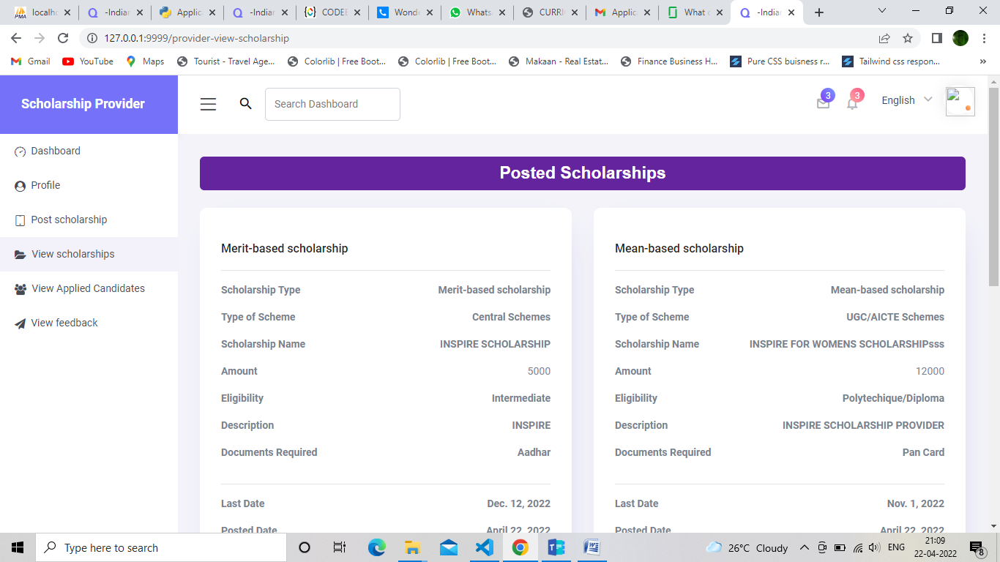 localho
-Indian
Applica
-Indian
CODEE
Wonde
Whats
CURRI
Applica
What c
-Indian
127.0.0.1:9999/provider-view-scholarship
Gmail YouTube Maps Tourist - Travel Age... Colorlib | Free Boot... Colorlib | Free Boot... Makaan - Real Estat... Finance Business H... Pure CSS buisness r... Tailwind css respon... »
Scholarship Provider
Search Dashboard
3
3
English
Dashboard
Profile
Post scholarship
View scholarships
View Applied Candidates
View feedback
Posted Scholarships
Merit-based scholarship
Scholarship Type Merit-based scholarship
Type of Scheme Central Schemes
Scholarship Name INSPIRE SCHOLARSHIP
Amount 5000
Eligibility Intermediate
Description INSPIRE
Documents Required Aadhar
Last Date Dec. 12, 2022
Posted Date April 22, 2022
Mean-based scholarship
Scholarship Type Mean-based scholarship
Type of Scheme UGC/AICTE Schemes
Scholarship Name INSPIRE FOR WOMENS SCHOLARSHIPsss
Amount 12000
Eligibility Polytechique/Diploma
Description INSPIRE SCHOLARSHIP PROVIDER
Documents Required Pan Card
Last Date Nov. 1, 2022
Posted Date April 22, 2022
Type here to search
26°C Cloudy
ENG
21:09
22-04-2022
8